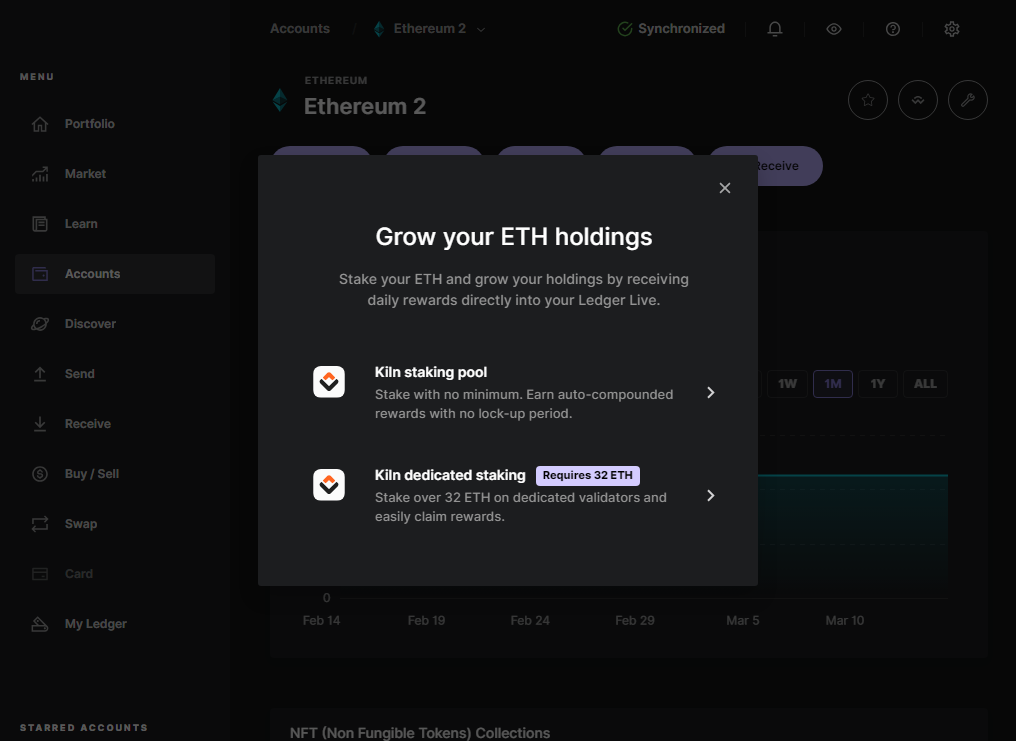 Accounts / Ethereum 2
Synchronized
MENU
Portfolio
Market
Learn
Accounts
Discover
Send
Receive
Buy / Sell
Swap
Card
My Ledger
STARRED ACCOUNTS
ETHEREUM
Ethereum 2
Receive
Grow your ETH holdings
Stake your ETH and grow your holdings by receiving
daily rewards directly into your Ledger Live.
Kiln staking pool
Stake with no minimum. Earn auto-compounded
rewards with no lock-up period.
Kiln dedicated staking Requires 32 ETH
Stake over 32 ETH on dedicated validators and
easily claim rewards.
1W 1M 1Y ALL
0
Feb 14 Feb 19 Feb 24 Feb 29 Mar 5 Mar 10
NFT (Non Fungible Tokens) Collections